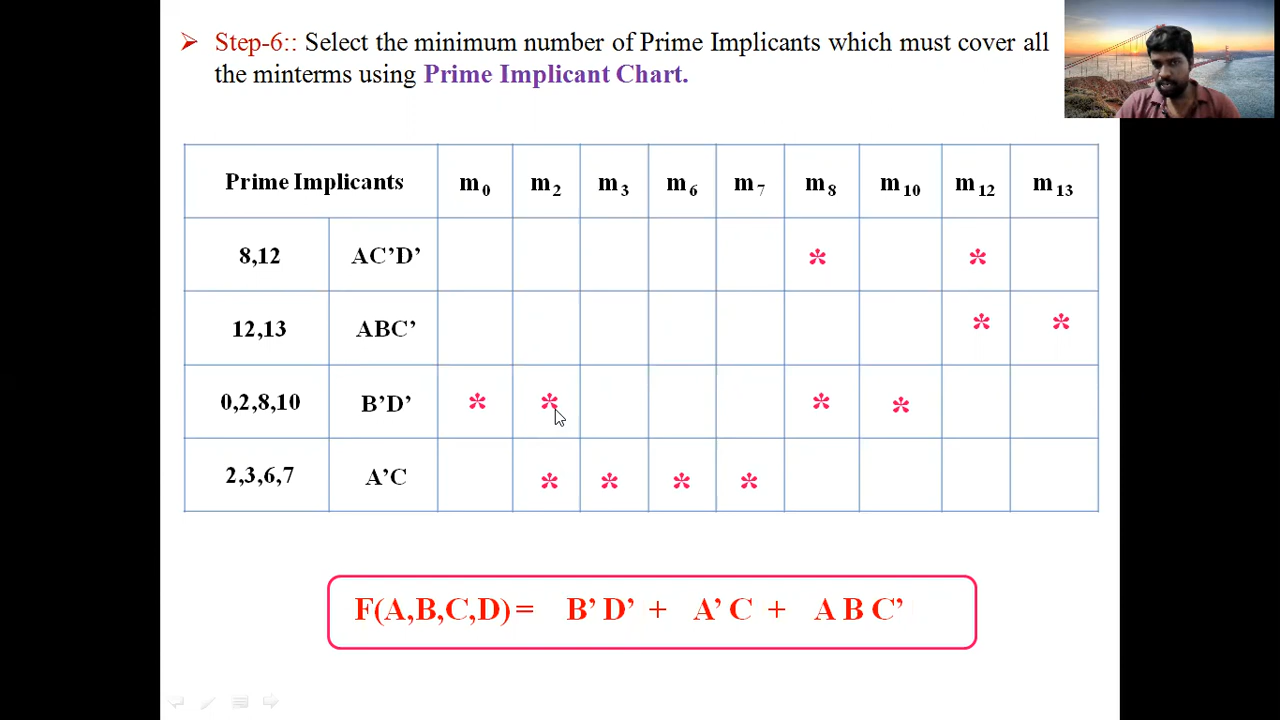 Step-6:: Select the minimum number of Prime Implicants which must cover all
the minterms using Prime Implicant Chart.
Prime Implicants m0 m2 m3 m6 m7 m8 m10 m12 m13
8,12 AC’D’ * *
12,13 ABC’ * *
0,2,8,10 B’D’ * * * *
2,3,6,7 A’C * * * *
F(A,B,C,D)= B’ D’ + A’ C + A B C’